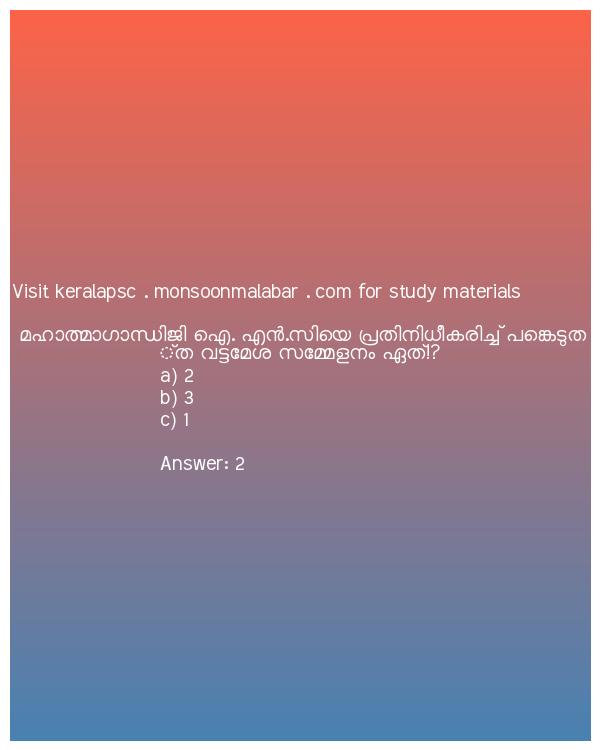 Visit keralapsc . monsoonmalabar . com for study materials
മഹാത്മാഗാന്ധിജി ഐ. എൻ.സിയെ പ്രതിനിധീകരിച്ച് പങ്കെടുത
്ത വട്ടമേശ സമ്മേളനം ഏത്!?
a) 2
b) 3
c) 1
Answer: 2